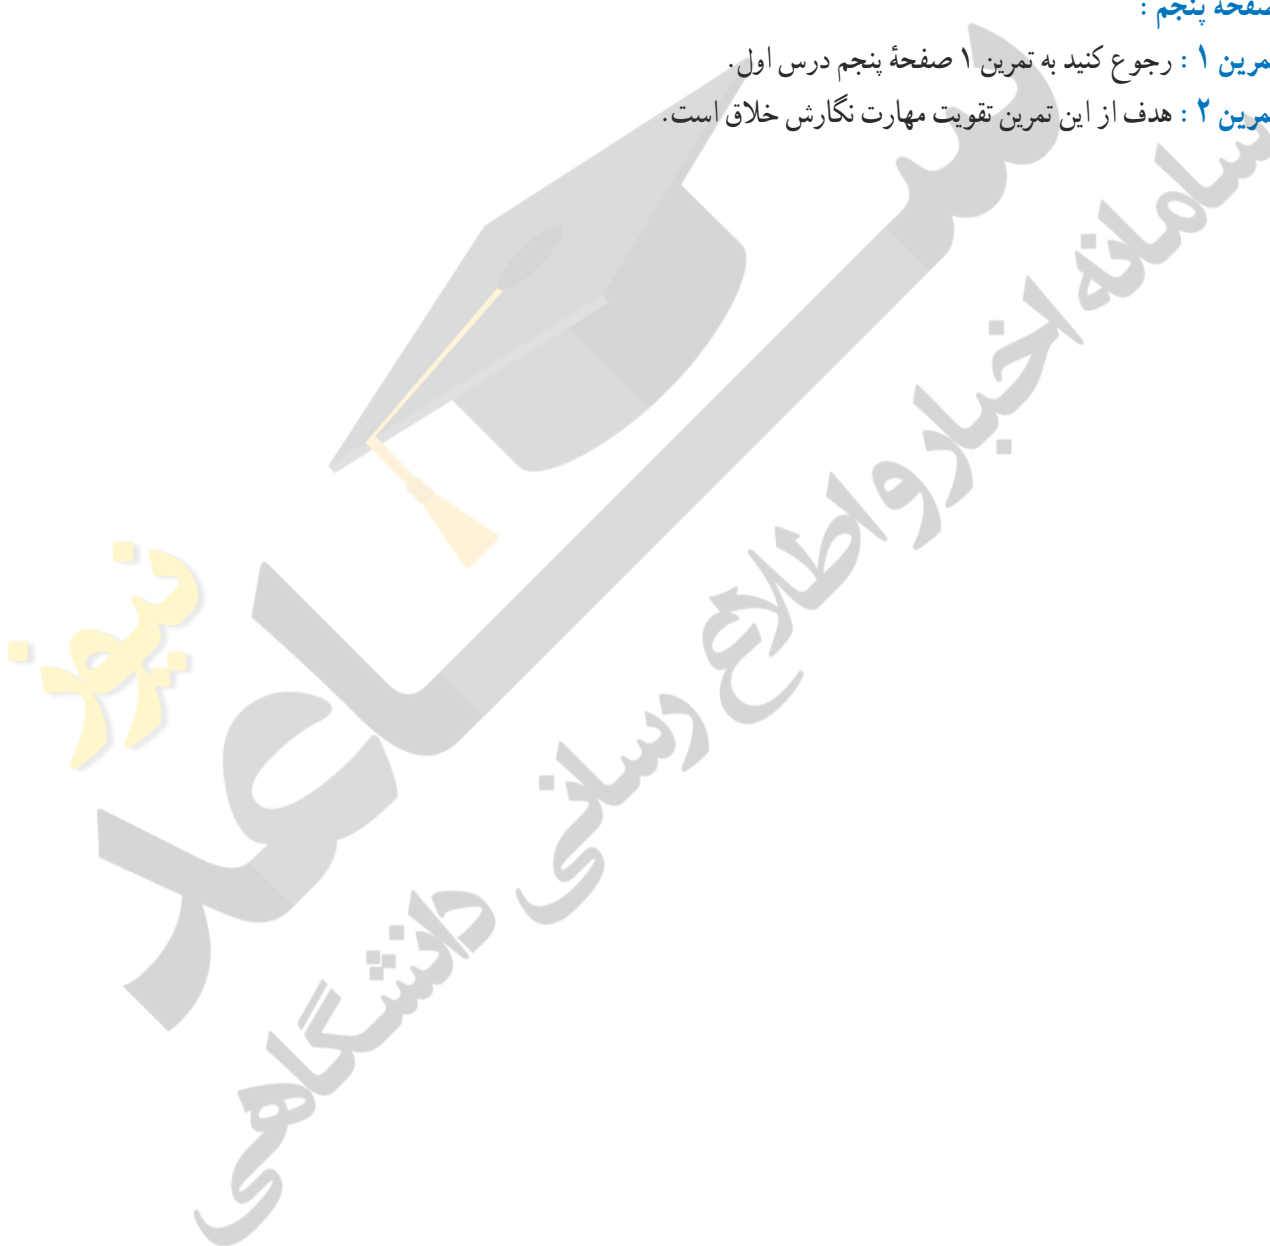 صفحهٔ پنجم :
تمرین ۱ : رجوع کنید به تمرین ۱ صفحهٔ پنجم درس اول.
تمرین ۲ : هدف از این تمرین تقویت مهارت نگارش خلاق است.
ساعد
نیوز
سامانه اخبار و اطلاع رسانی دانشگاهی